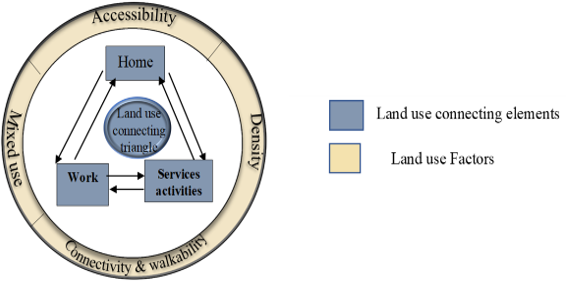 Accessibility
Home
Land use
connecting
triangle
Mixed use
Density
Work
Services
activities
Connectivity & walkability
Land use connecting elements
Land use Factors